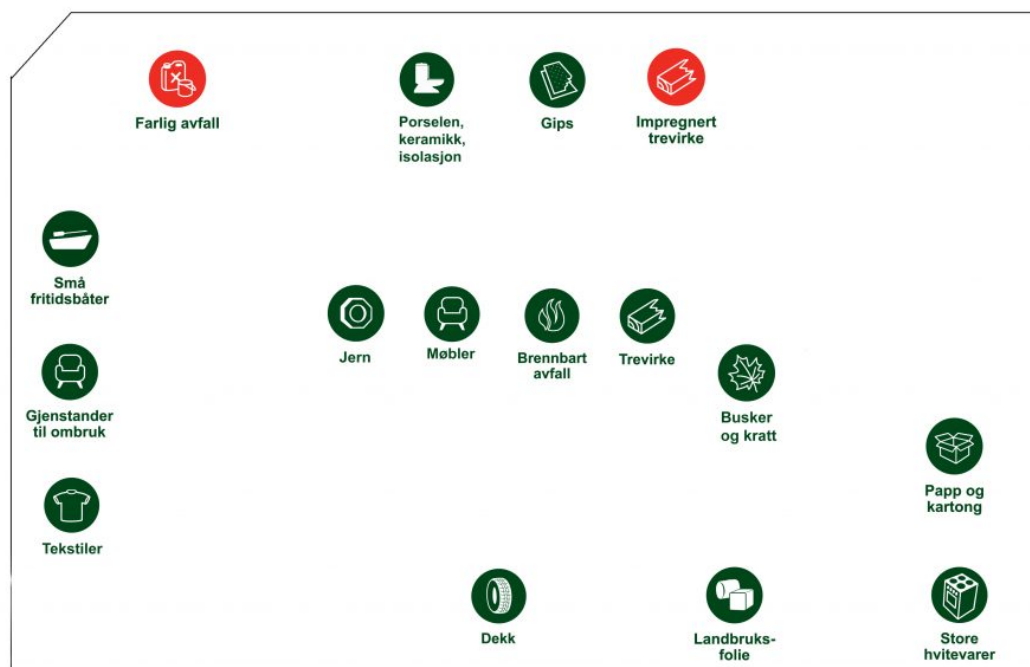 Farlig avfall
Porselen,
keramikk,
isolasjon
Gips
Impregnert
trevirke
Små
fritidsbåter
Jern
Møbler
Brennbart
avfall
Trevirke
Gjenstander
til ombruk
Busker
og kratt
Papp og
kartong
Tekstiler
Dekk
Landbruks-
folie
Store
hvitevarer